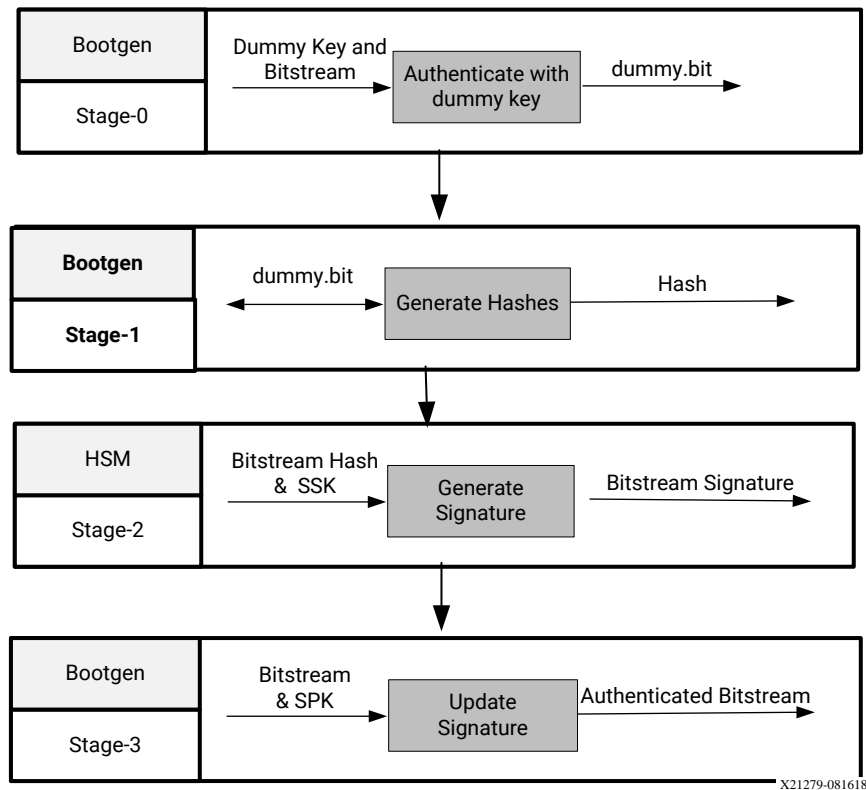 Bootgen
Stage-0
Dummy Key and
Bitstream
Authenticate with
dummy key
dummy.bit
Bootgen
Stage-1
dummy.bit
Generate Hashes
Hash
HSM
Stage-2
Bitstream Hash
& SSK
Generate
Signature
Bitstream Signature
Bootgen
Stage-3
Bitstream
& SPK
Update
Signature
Authenticated Bitstream
X21279-081618